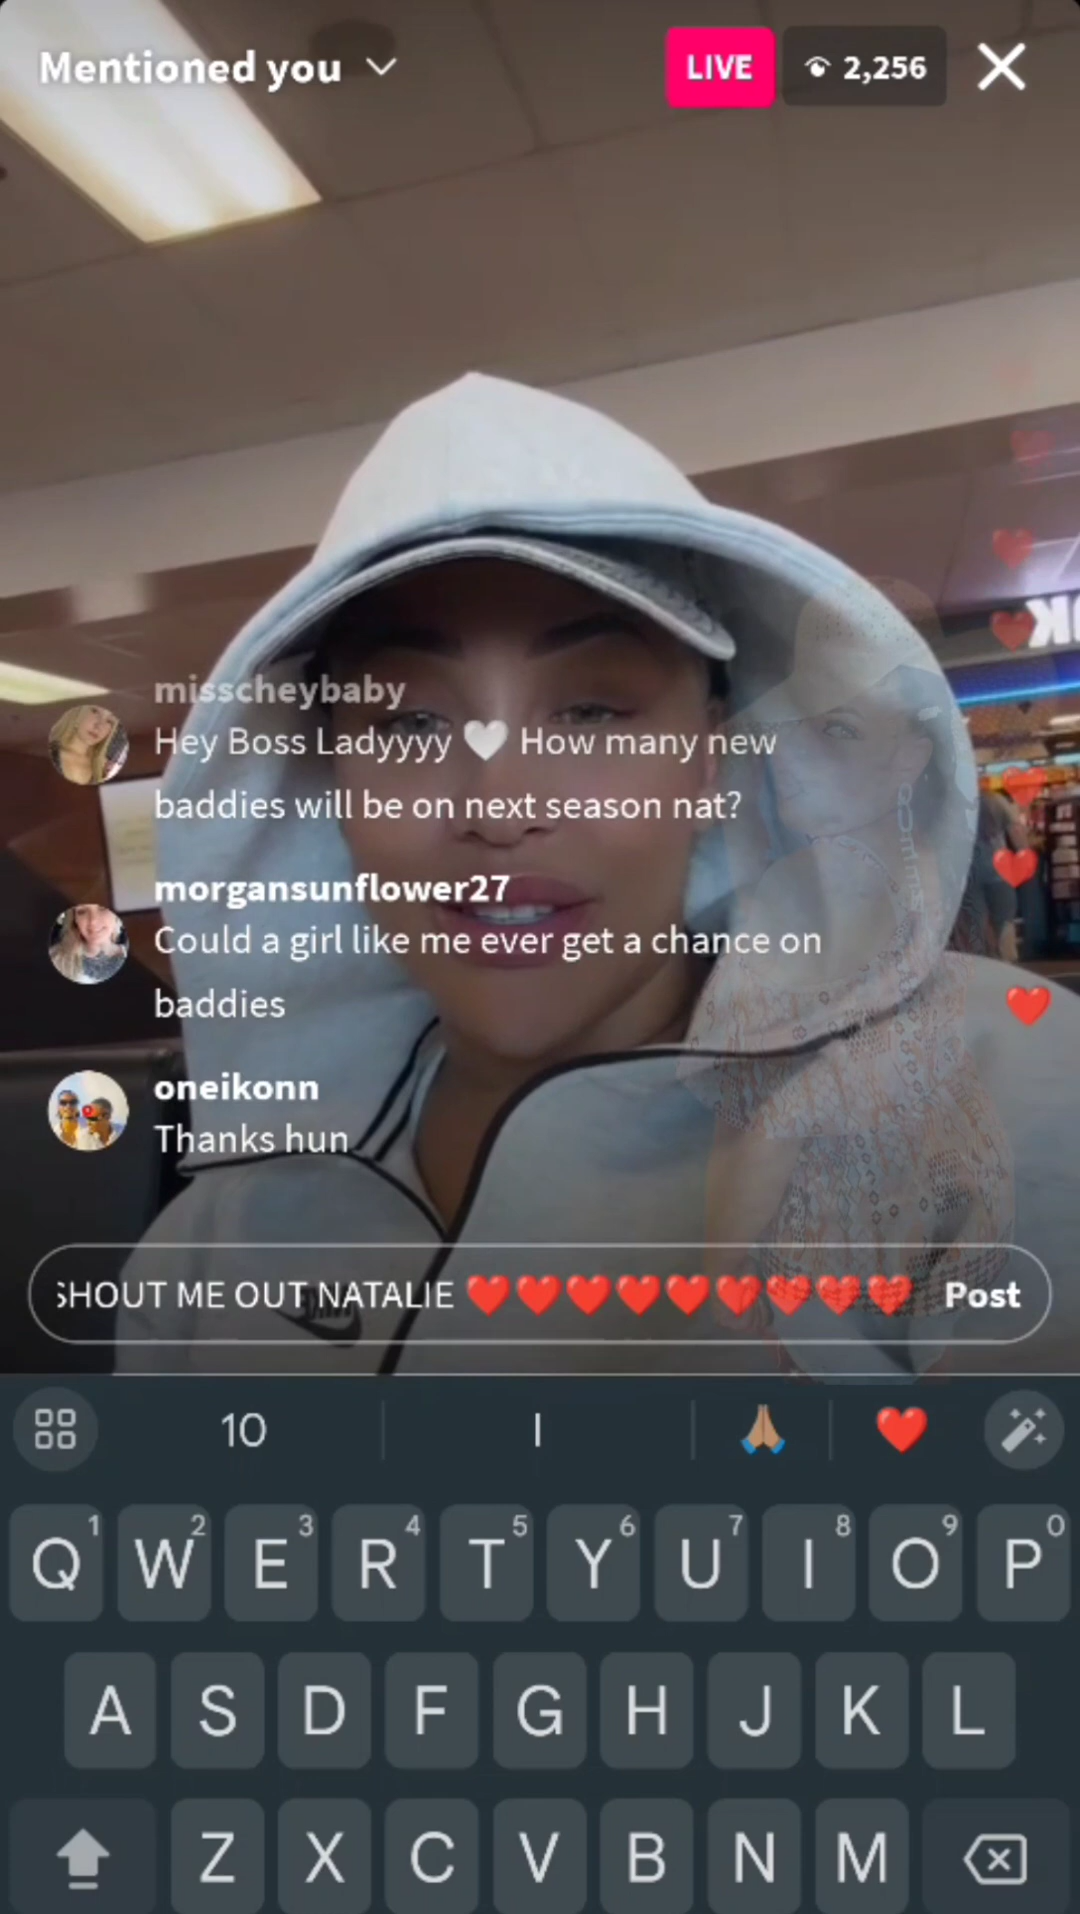 Mentioned you
LIVE
2,256
misscheybaby
Hey Boss Ladyyyy 🤍 How many new
baddies will be on next season nat?
morgansunflower27
Could a girl like me ever get a chance on
baddies
oneikonn
Thanks hun
SHOUT ME OUT NATALIE ❤️❤️❤️❤️❤️❤️❤️❤️❤️ Post
10 I 🙏🏽 ❤️
1 2 3 4 5 6 7 8 9 0
Q W E R T Y U I O P
A S D F G H J K L
Z X C V B N M